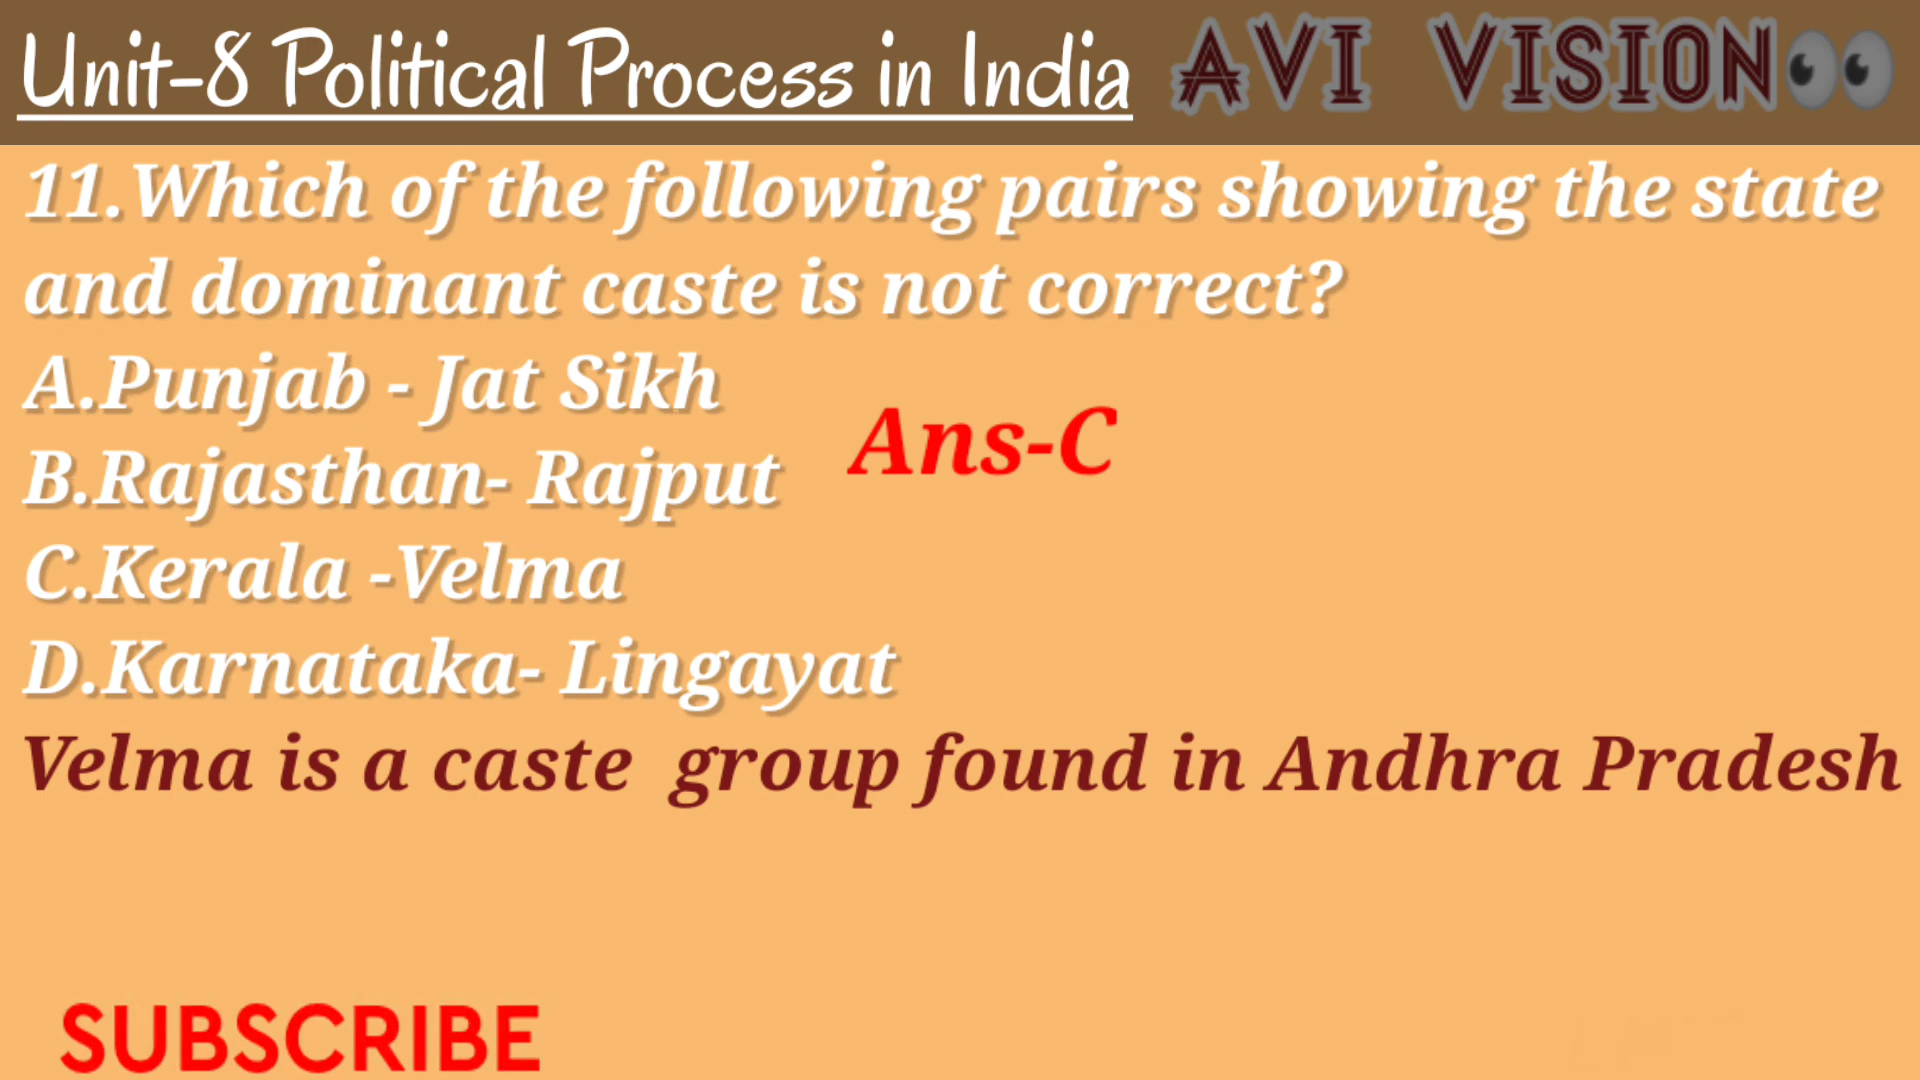 Unit-8 Political Process in India AVI VISION👀
11.Which of the following pairs showing the state
and dominant caste is not correct?
A.Punjab - Jat Sikh
Ans-C
B.Rajasthan- Rajput
C.Kerala -Velma
D.Karnataka- Lingayat
Velma is a caste  group found in Andhra Pradesh
SUBSCRIBE